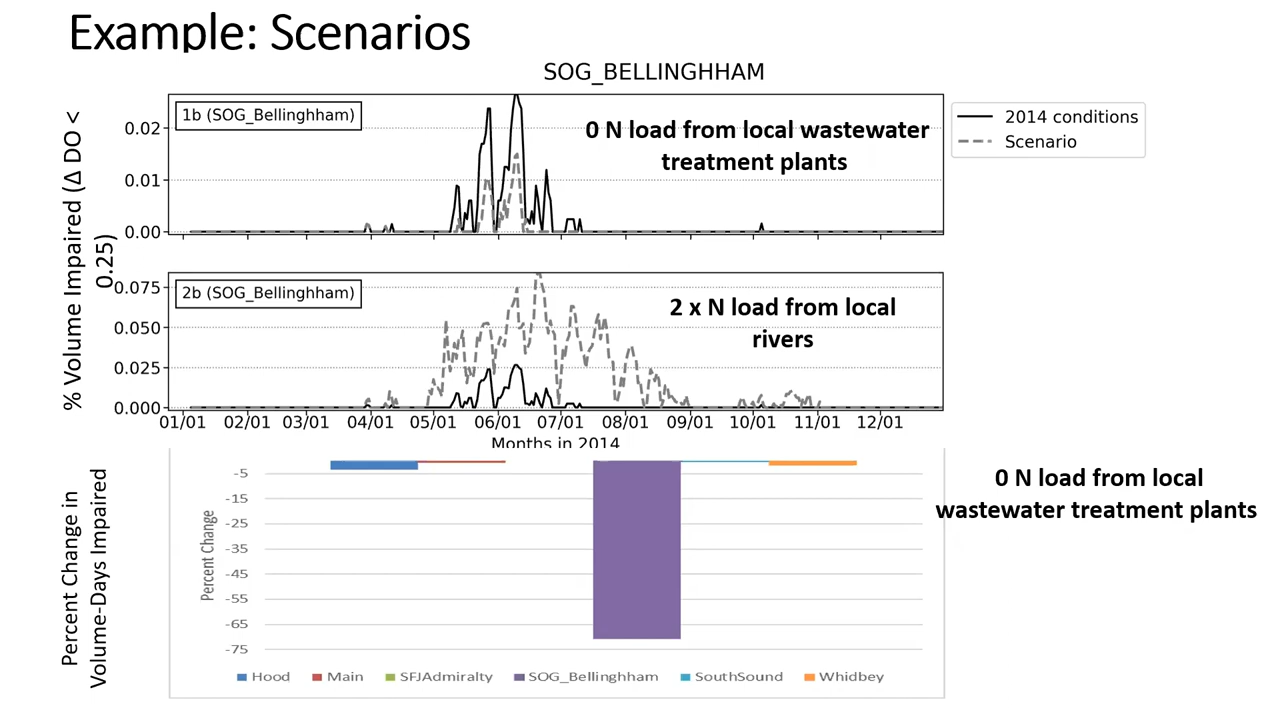 Example: Scenarios
SOG_BELLINGHHAM
1b (SOG_Bellinghham)
0 N load from local wastewater
treatment plants
2014 conditions
Scenario
% Volume Impaired (Δ DO <
0.25)
0.02
0.01
0.00
2b (SOG_Bellinghham)
2 x N load from local
rivers
0.075
0.050
0.025
0.000
01/01 02/01 03/01 04/01 05/01 06/01 07/01 08/01 09/01 10/01 11/01 12/01
Months in 2014
Percent Change in
Volume-Days Impaired
Percent Change
-5
-15
-25
-35
-45
-55
-65
-75
0 N load from local
wastewater treatment plants
Hood Main SFJAdmiralty SOG_Bellinghham SouthSound Whidbey